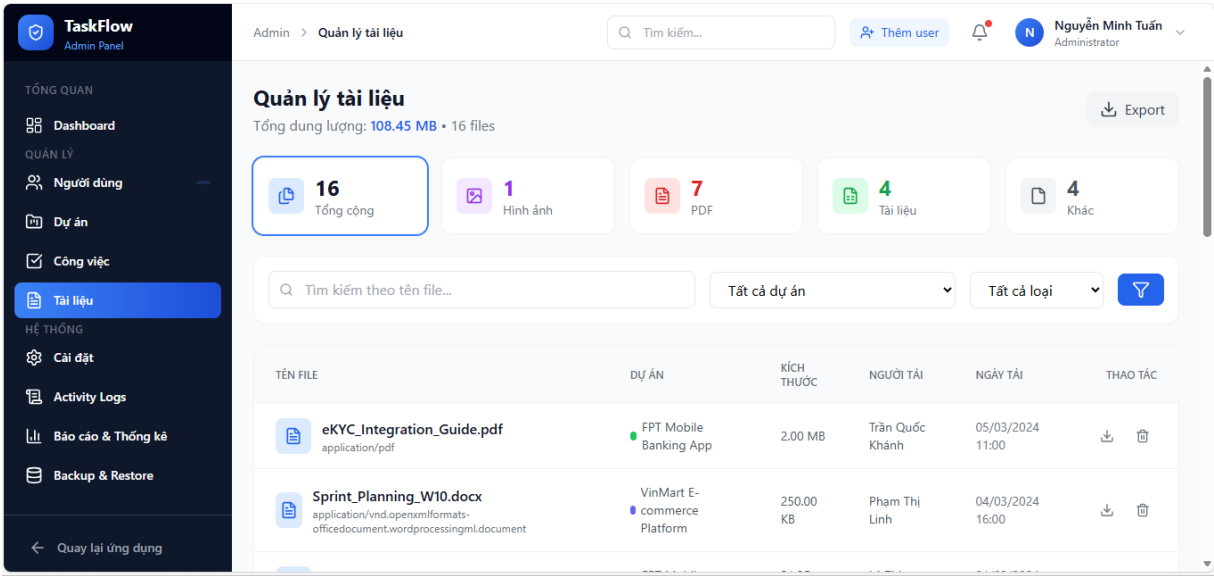 TaskFlow
Admin Panel
TỔNG QUAN
Dashboard
QUẢN LÝ
Người dùng
Dự án
Công việc
Tài liệu
HỆ THỐNG
Cài đặt
Activity Logs
Báo cáo & Thống kê
Backup & Restore
Quay lại ứng dụng
Admin > Quản lý tài liệu
Tìm kiếm...
Thêm user
N
Nguyễn Minh Tuấn
Administrator
Quản lý tài liệu
Tổng dung lượng: 108.45 MB • 16 files
Export
16
Tổng cộng
1
Hình ảnh
7
PDF
4
Tài liệu
4
Khác
Tìm kiếm theo tên file...
Tất cả dự án
Tất cả loại
TÊN FILE
DỰ ÁN
KÍCH
THƯỚC
NGƯỜI TẢI
NGÀY TẢI
THAO TÁC
eKYC_Integration_Guide.pdf
application/pdf
FPT Mobile
Banking App
2.00 MB
Trần Quốc
Khánh
05/03/2024
11:00
Sprint_Planning_W10.docx
application/vnd.openxmlformats-
officedocument.wordprocessingml.document
VinMart E-
commerce
Platform
250.00
KB
Phạm Thị
Linh
04/03/2024
16:00